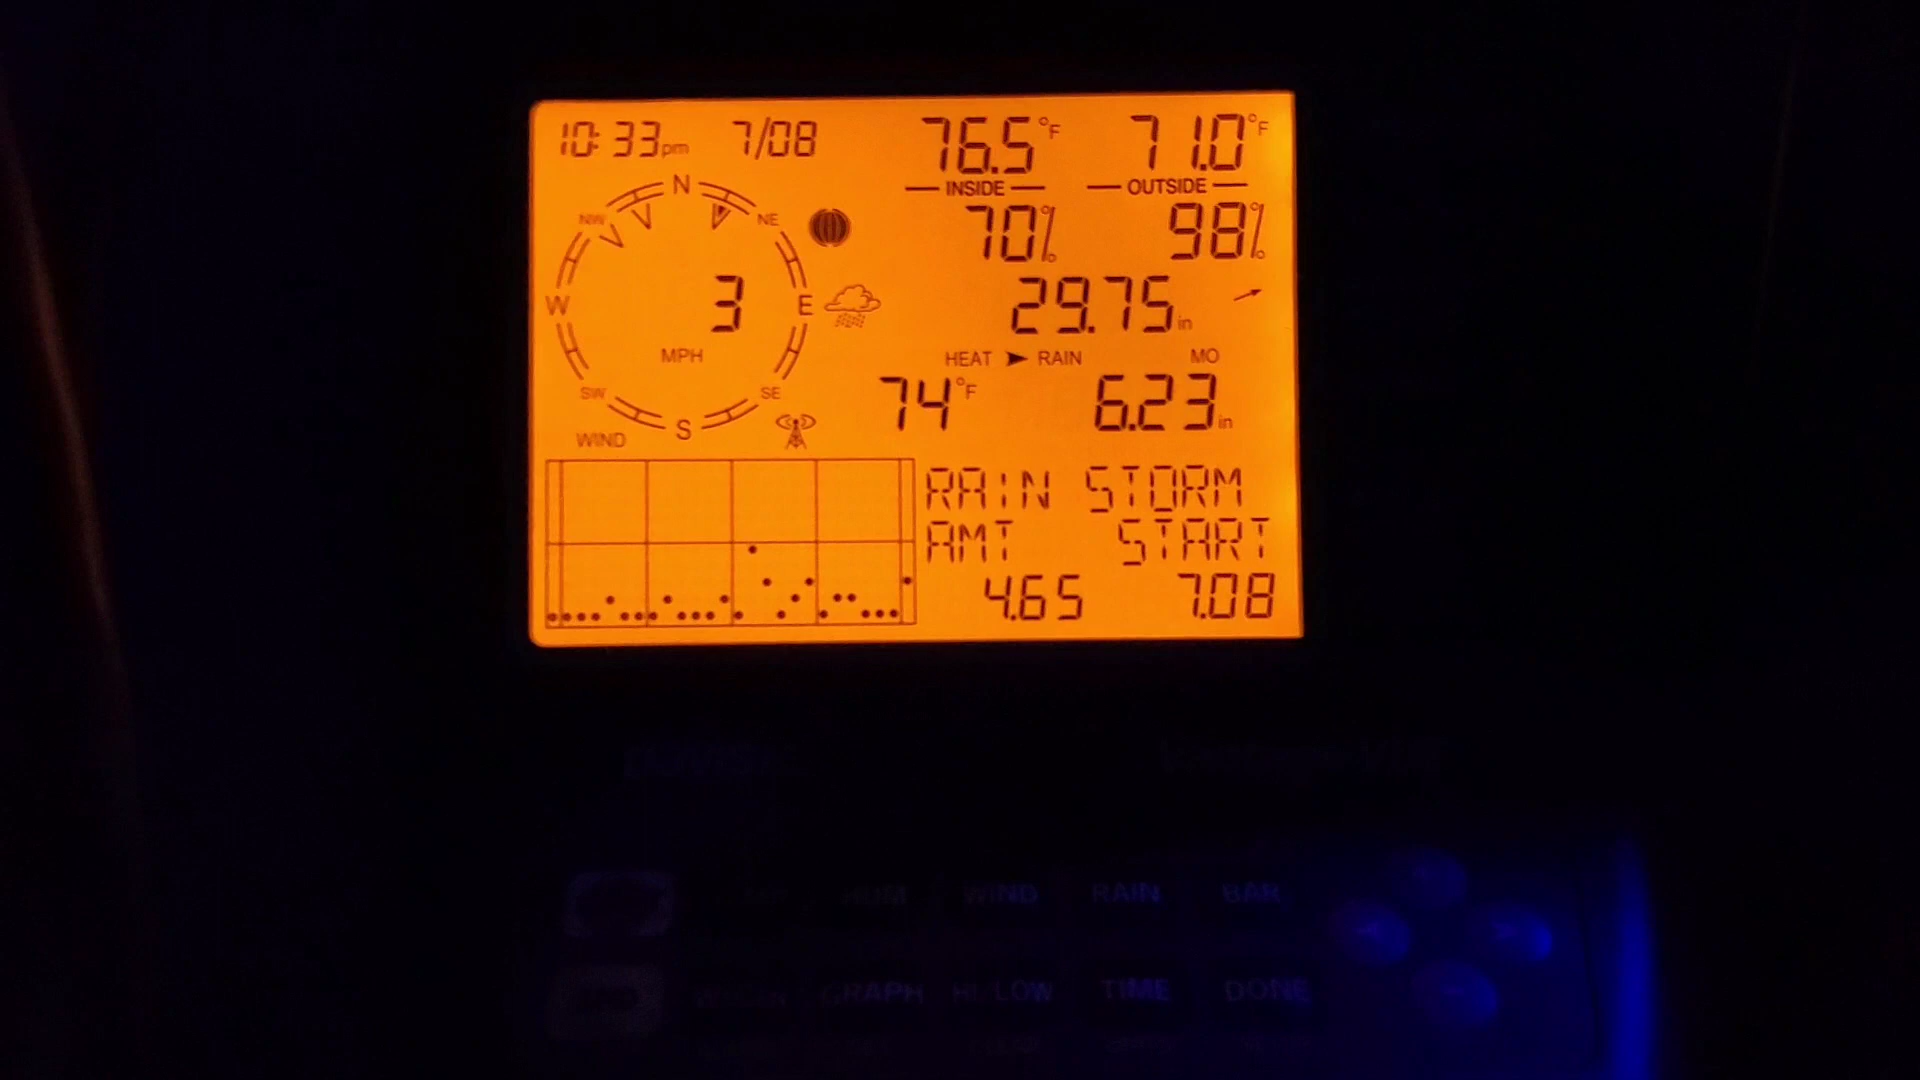 10:33pm 7/08 76.5°F 71.0°F
INSIDE OUTSIDE
70% 98%
N
NW NE
W 3 E
MPH
SW SE
S
WIND
29.75in
HEAT RAIN MO
74°F 6.23in
RAIN STORM
AMT START
4.65 7.08
WIND RAIN BAR
GRAPH HI/LOW TIME DONE